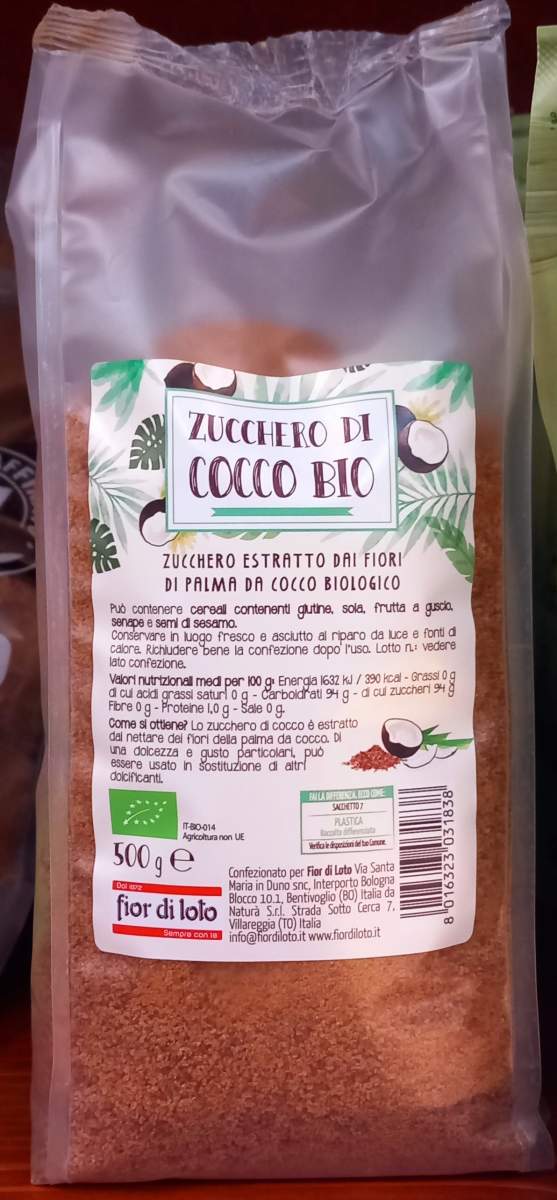 ZUCCHERO DI
COCCO BIO
ZUCCHERO ESTRATTO DAI FIORI
DI PALMA DA COCCO BIOLOGICO
Può contenere cereali contenenti glutine, soia, frutta a guscio,
senape e semi di sesamo.
Conservare in luogo fresco e asciutto al riparo da luce e fonti di
calore. Richiudere bene la confezione dopo l'uso. Lotto n.: vedere
lato confezione.
Valori nutrizionali medi per 100 g: Energia 1632 kJ / 390 kcal - Grassi 0 g
di cui acidi grassi saturi 0 g - Carboidrati 94 g - di cui zuccheri 94 g
Fibre 0 g - Proteine 1,0 g - Sale 0 g.
Come si ottiene? Lo zucchero di cocco è estratto
dal nettare dei fiori della palma da cocco. Di
una dolcezza e gusto particolari, può
essere usato in sostituzione di altri
dolcificanti.
FAI LA DIFFERENZA, ECCO COME:
SACCHETTO 7
PLASTICA
Raccolta differenziata
Verifica le disposizioni del tuo Comune.
IT-BIO-014
Agricoltura non UE
500 g e
Dal 1972
fior di loto
Sempre con te
Confezionato per Fior di Loto Via Santa
Maria in Duno snc, Interporto Bologna
Blocco 10.1, Bentivoglio (BO) Italia da
Naturà S.r.l. Strada Sotto Cerca 7,
Villareggia (TO) Italia
info@fiordiloto.it www.fiordiloto.it
8 016323 031838